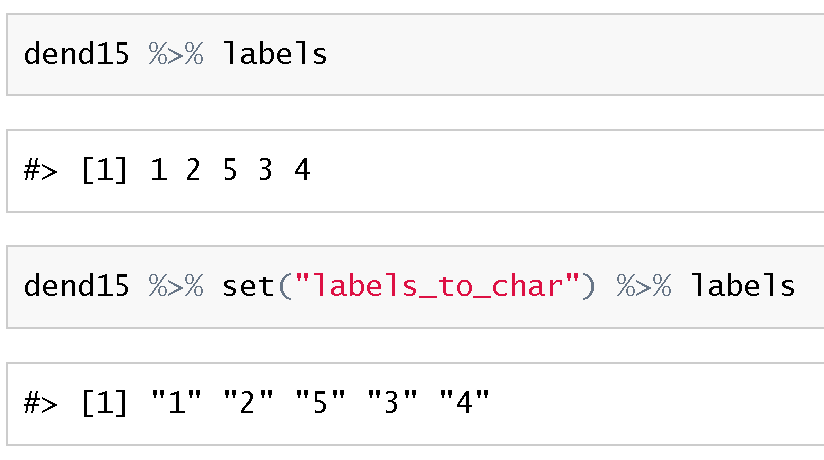 dend15 %>% labels
#> [1] 1 2 5 3 4
dend15 %>% set("labels_to_char") %>% labels
#> [1] "1" "2" "5" "3" "4"